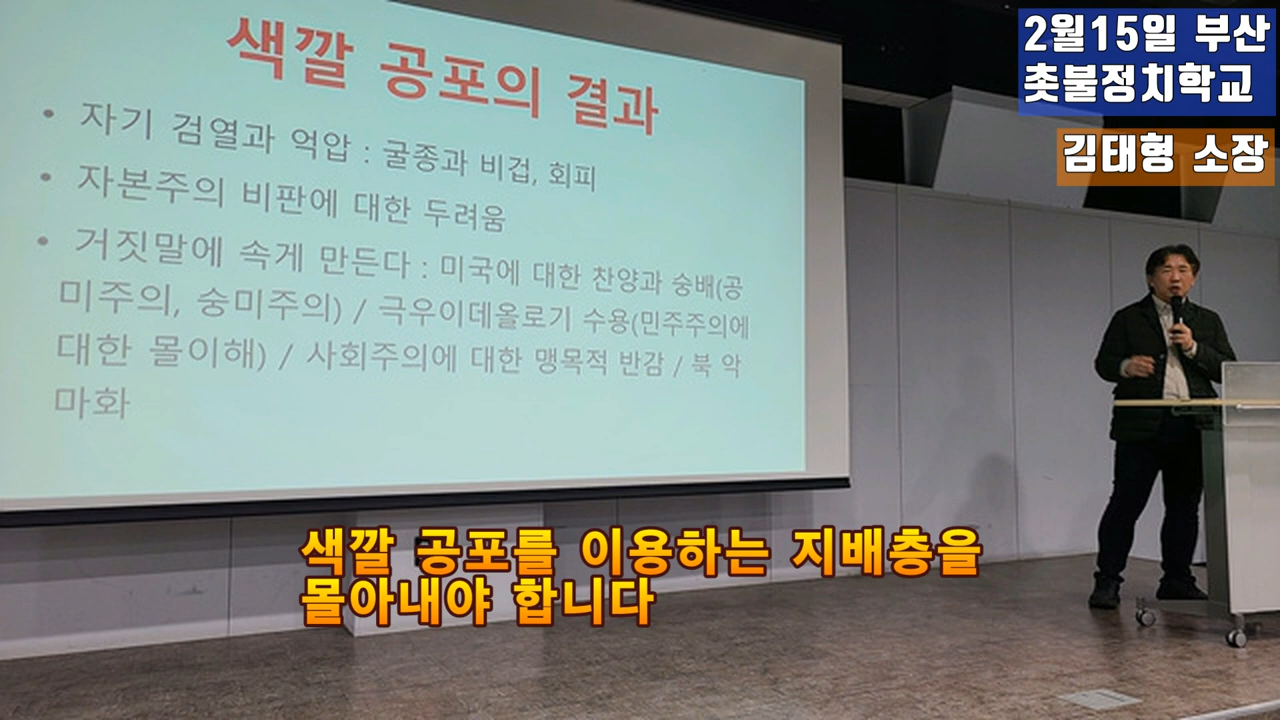 2월15일 부산
촛불정치학교
김태형 소장
색깔 공포의 결과
• 자기 검열과 억압 : 굴종과 비겁, 회피
• 자본주의 비판에 대한 두려움
• 거짓말에 속게 만든다 : 미국에 대한 찬양과 숭배(공
미주의, 숭미주의) / 극우이데올로기 수용(민주주의에
대한 몰이해) / 사회주의에 대한 맹목적 반감 / 북 악
마화
색깔 공포를 이용하는 지배층을
몰아내야 합니다